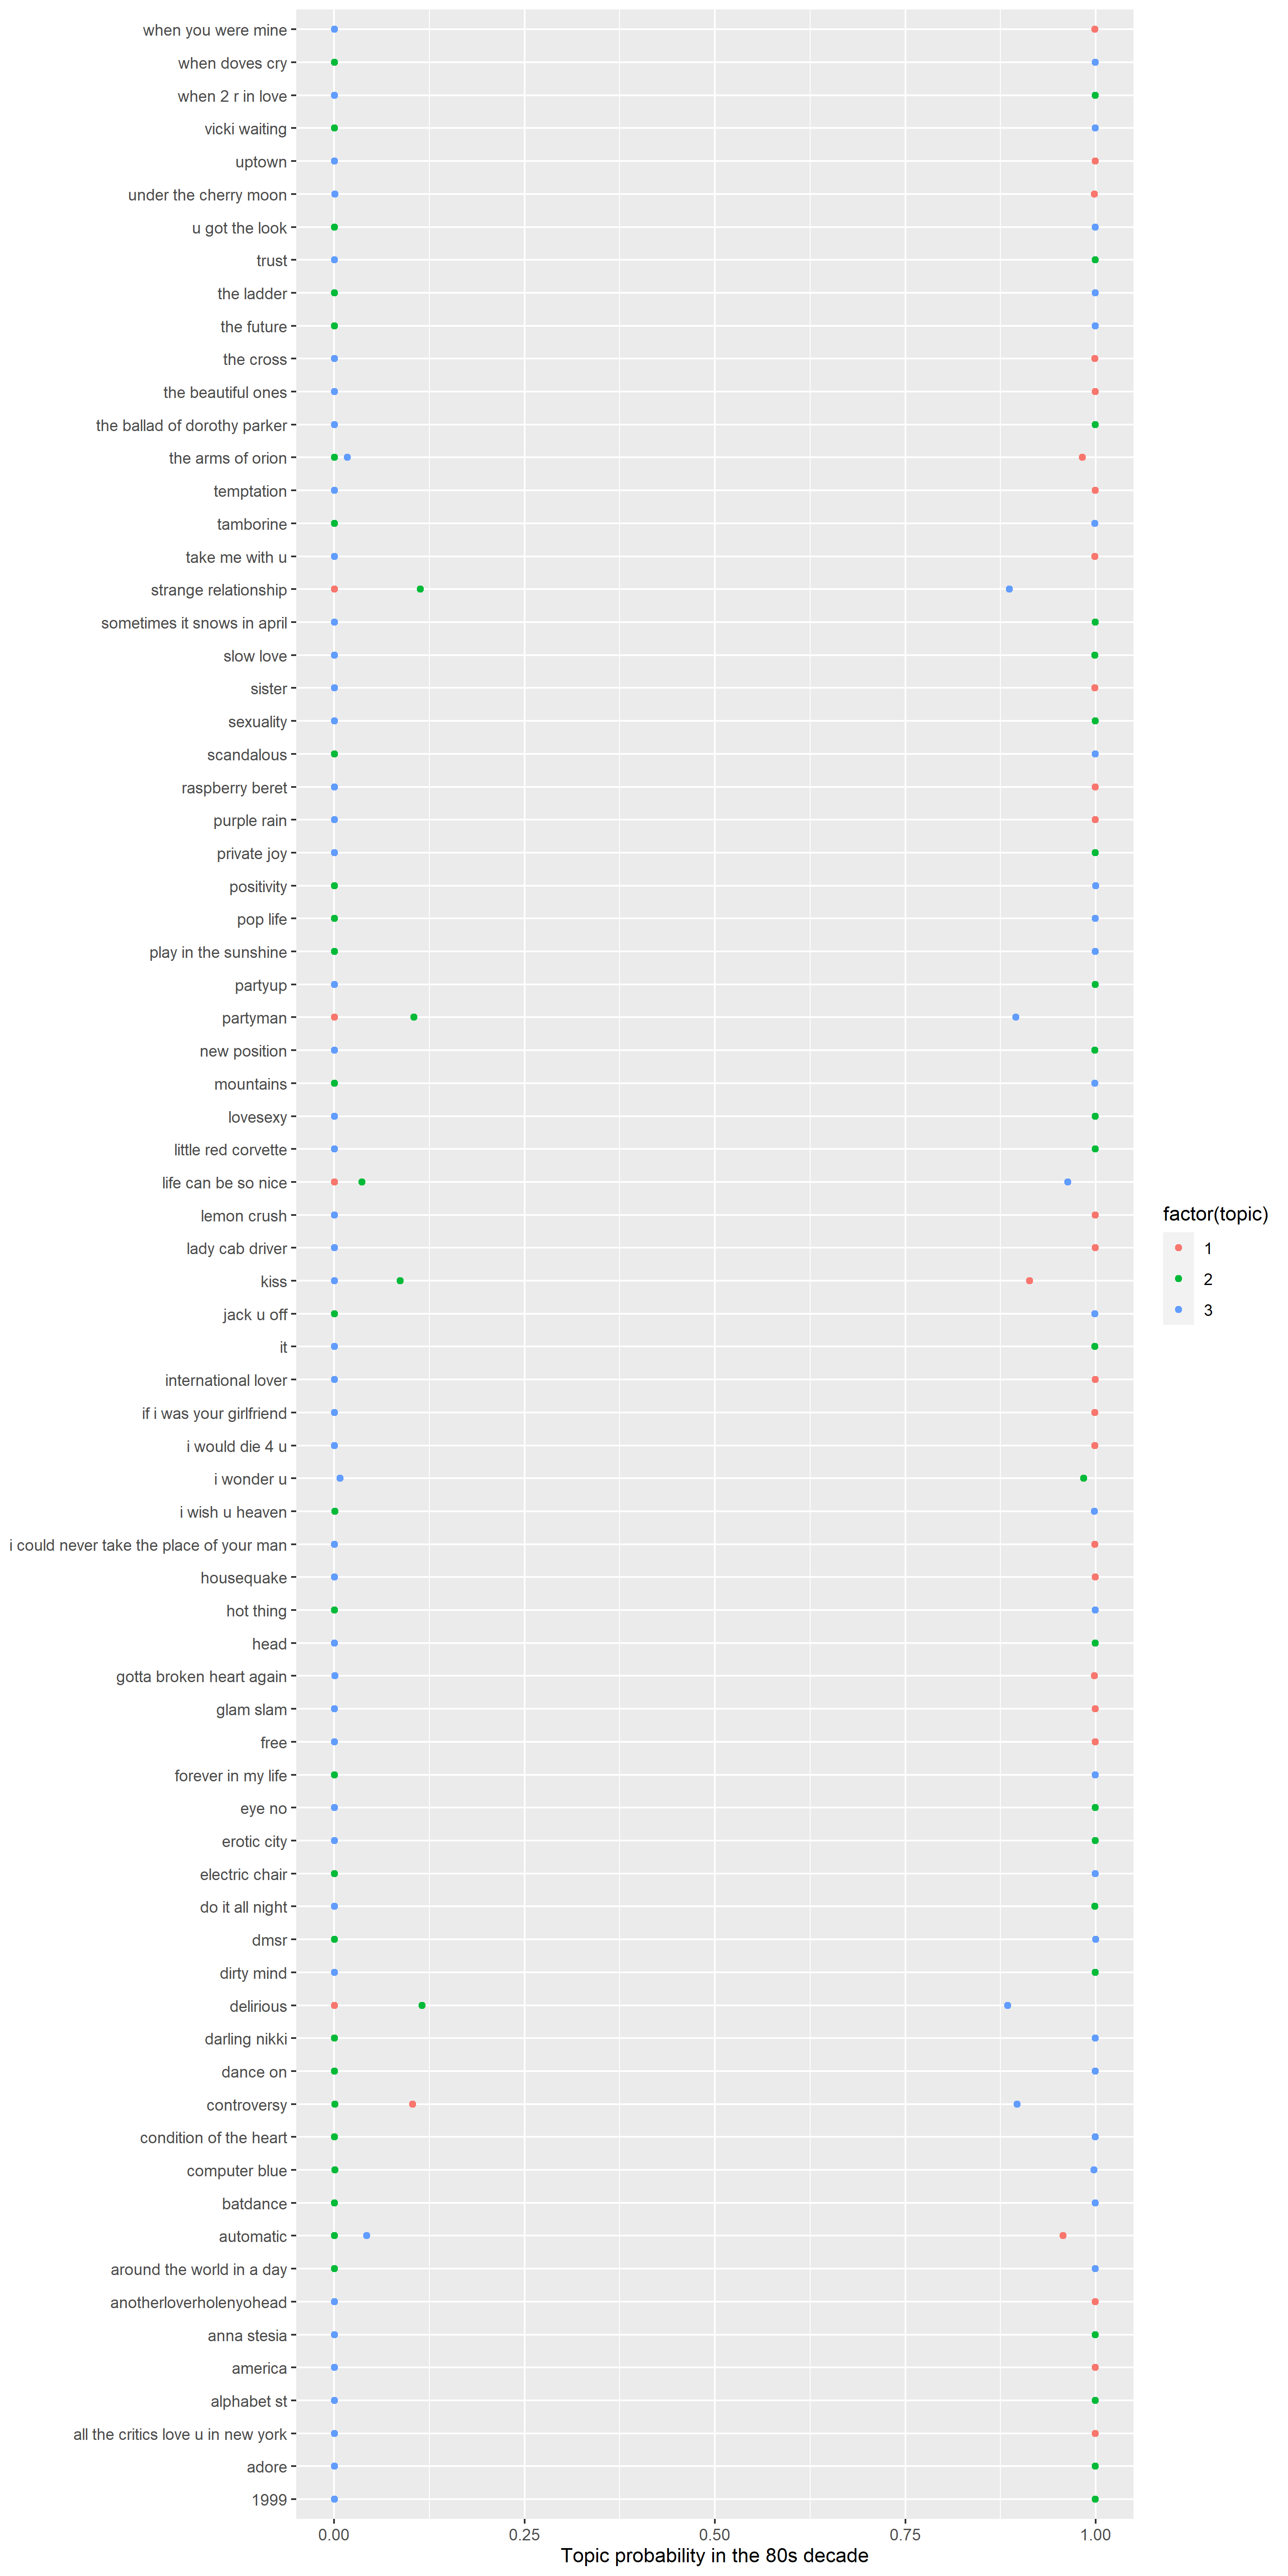 when you were mine
when doves cry
when 2 r in love
vicki waiting
uptown
under the cherry moon
u got the look
trust
the ladder
the future
the cross
the beautiful ones
the ballad of dorothy parker
the arms of orion
temptation
tamborine
take me with u
strange relationship
sometimes it snows in april
slow love
sister
sexuality
scandalous
raspberry beret
purple rain
private joy
positivity
pop life
play in the sunshine
partyup
partyman
new position
mountains
lovesexy
little red corvette
life can be so nice
lemon crush
lady cab driver
kiss
jack u off
it
international lover
if i was your girlfriend
i would die 4 u
i wonder u
i wish u heaven
i could never take the place of your man
housequake
hot thing
head
gotta broken heart again
glam slam
free
forever in my life
eye no
erotic city
electric chair
do it all night
dmsr
dirty mind
delirious
darling nikki
dance on
controversy
condition of the heart
computer blue
batdance
automatic
around the world in a day
anotherloverholenyohead
anna stesia
america
alphabet st
all the critics love u in new york
adore
1999
0.00 0.25 0.50 0.75 1.00
Topic probability in the 80s decade
factor(topic)
1
2
3